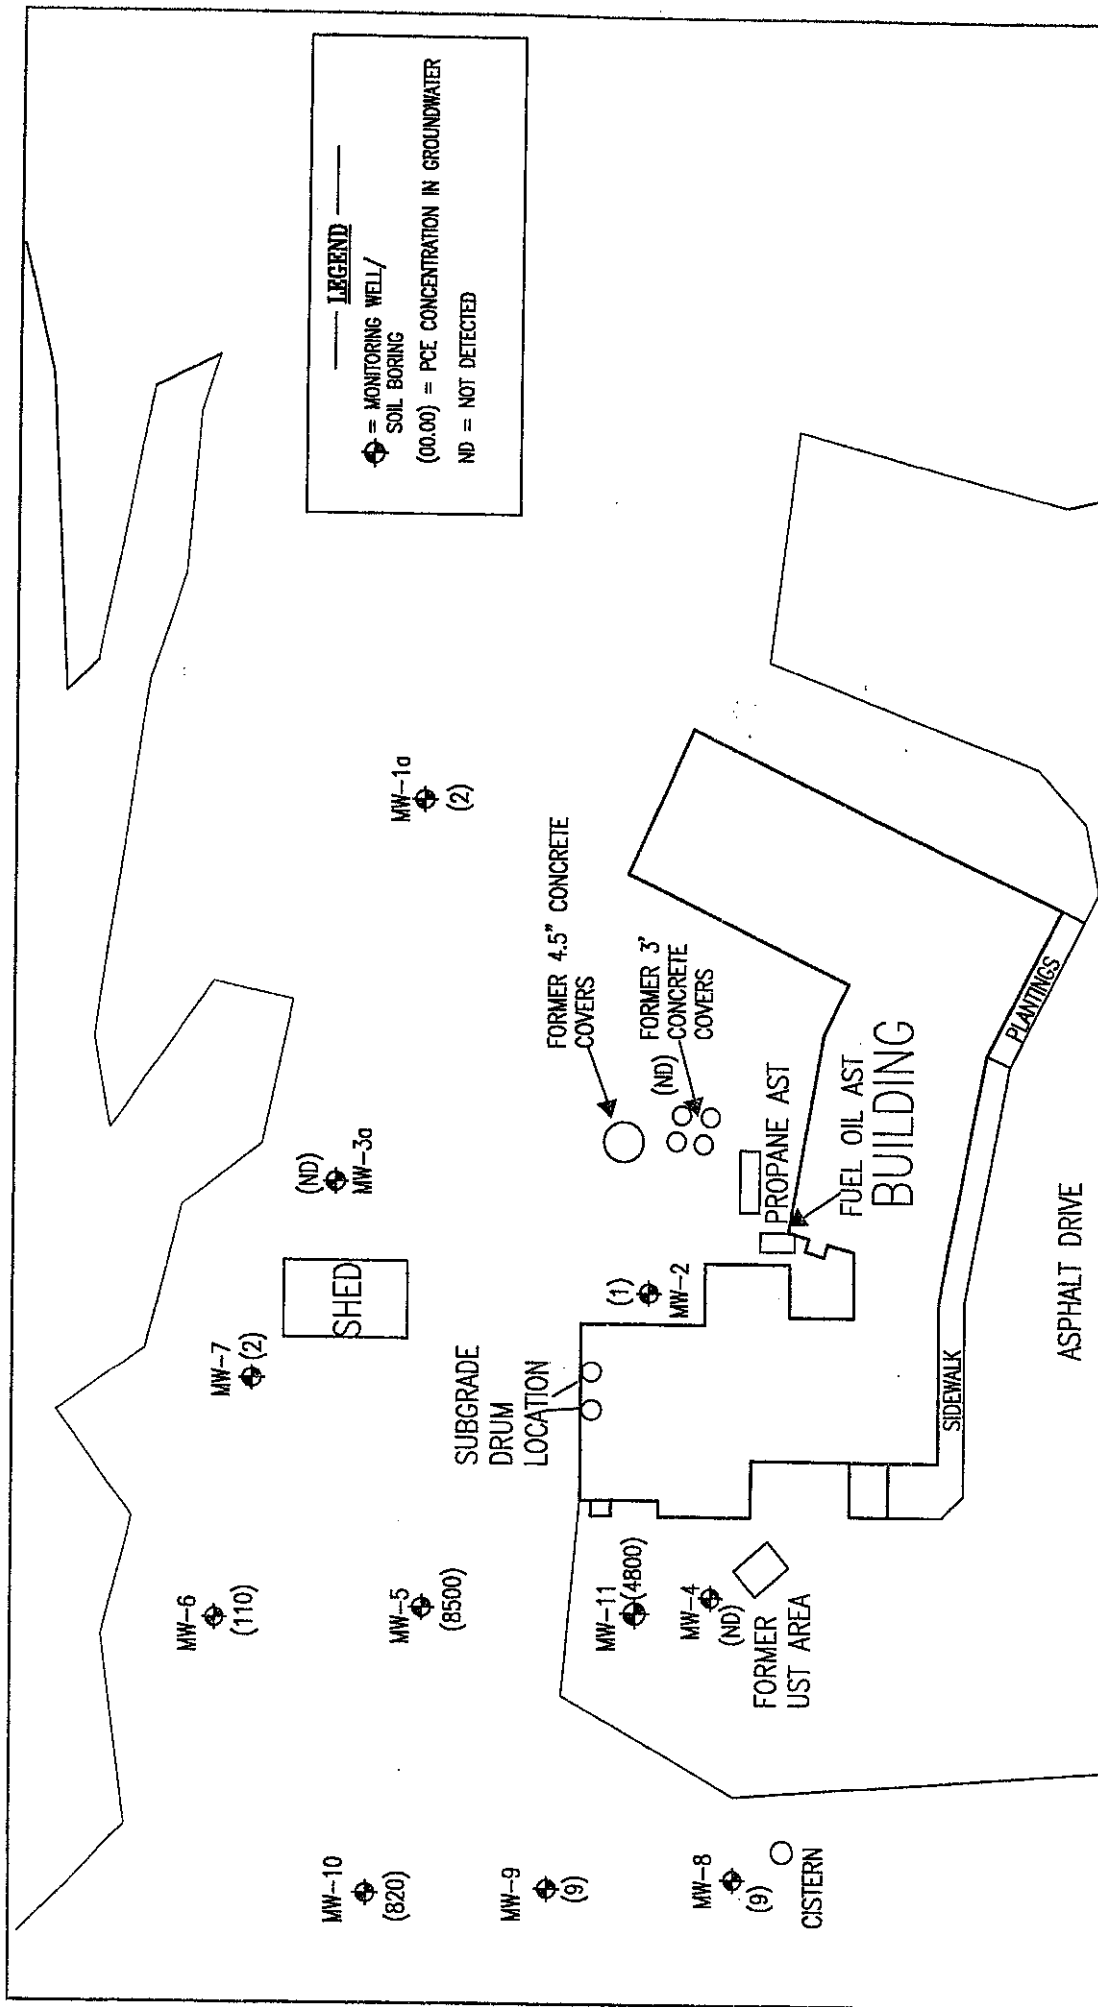 LEGEND
= MONITORING WELL/
SOIL BORING
(00.00) = PCE CONCENTRATION IN GROUNDWATER
ND = NOT DETECTED
MW-6
(110)
MW-7
(2)
SHED
(ND)
MW-3a
MW-1a
(2)
MW-10
(820)
MW-5
(8500)
SUBGRADE
DRUM
LOCATION
FORMER 4.5" CONCRETE
COVERS
MW-9
(9)
MW-11
(4800)
(1)
MW-2
(ND)
FORMER 3'
CONCRETE
COVERS
MW-8
(9)
CISTERN
MW-4
(ND)
FORMER
UST AREA
PROPANE AST
FUEL OIL AST
BUILDING
SIDEWALK
PLANTINGS
ASPHALT DRIVE